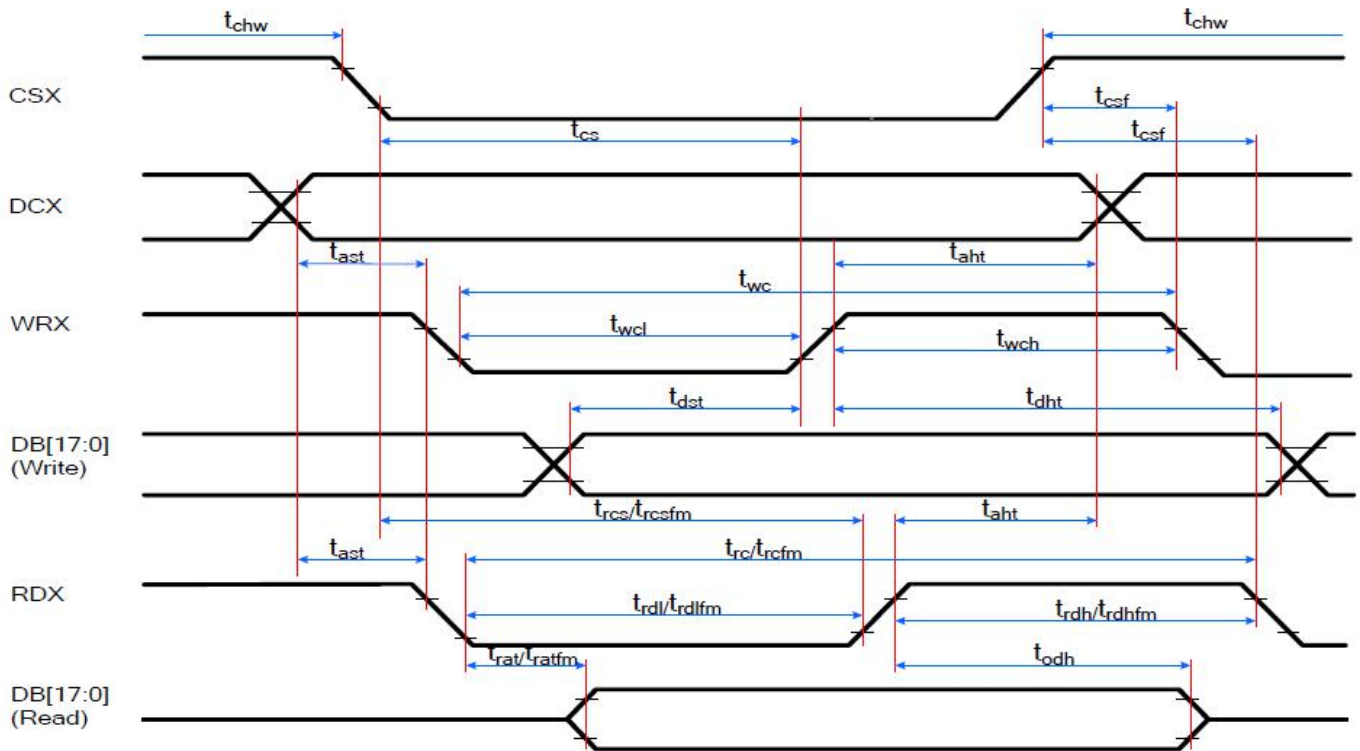 tchw
tchw
CSX
tcsf
tcs
tcsf
DCX
tast
taht
twc
WRX
twcl
twch
tdst
tdht
DB[17:0]
(Write)
trcs/trcsfm
taht
tast
trc/trcfm
RDX
trdl/trdlfm
trdh/trdhfm
trat/tratfm
todh
DB[17:0]
(Read)